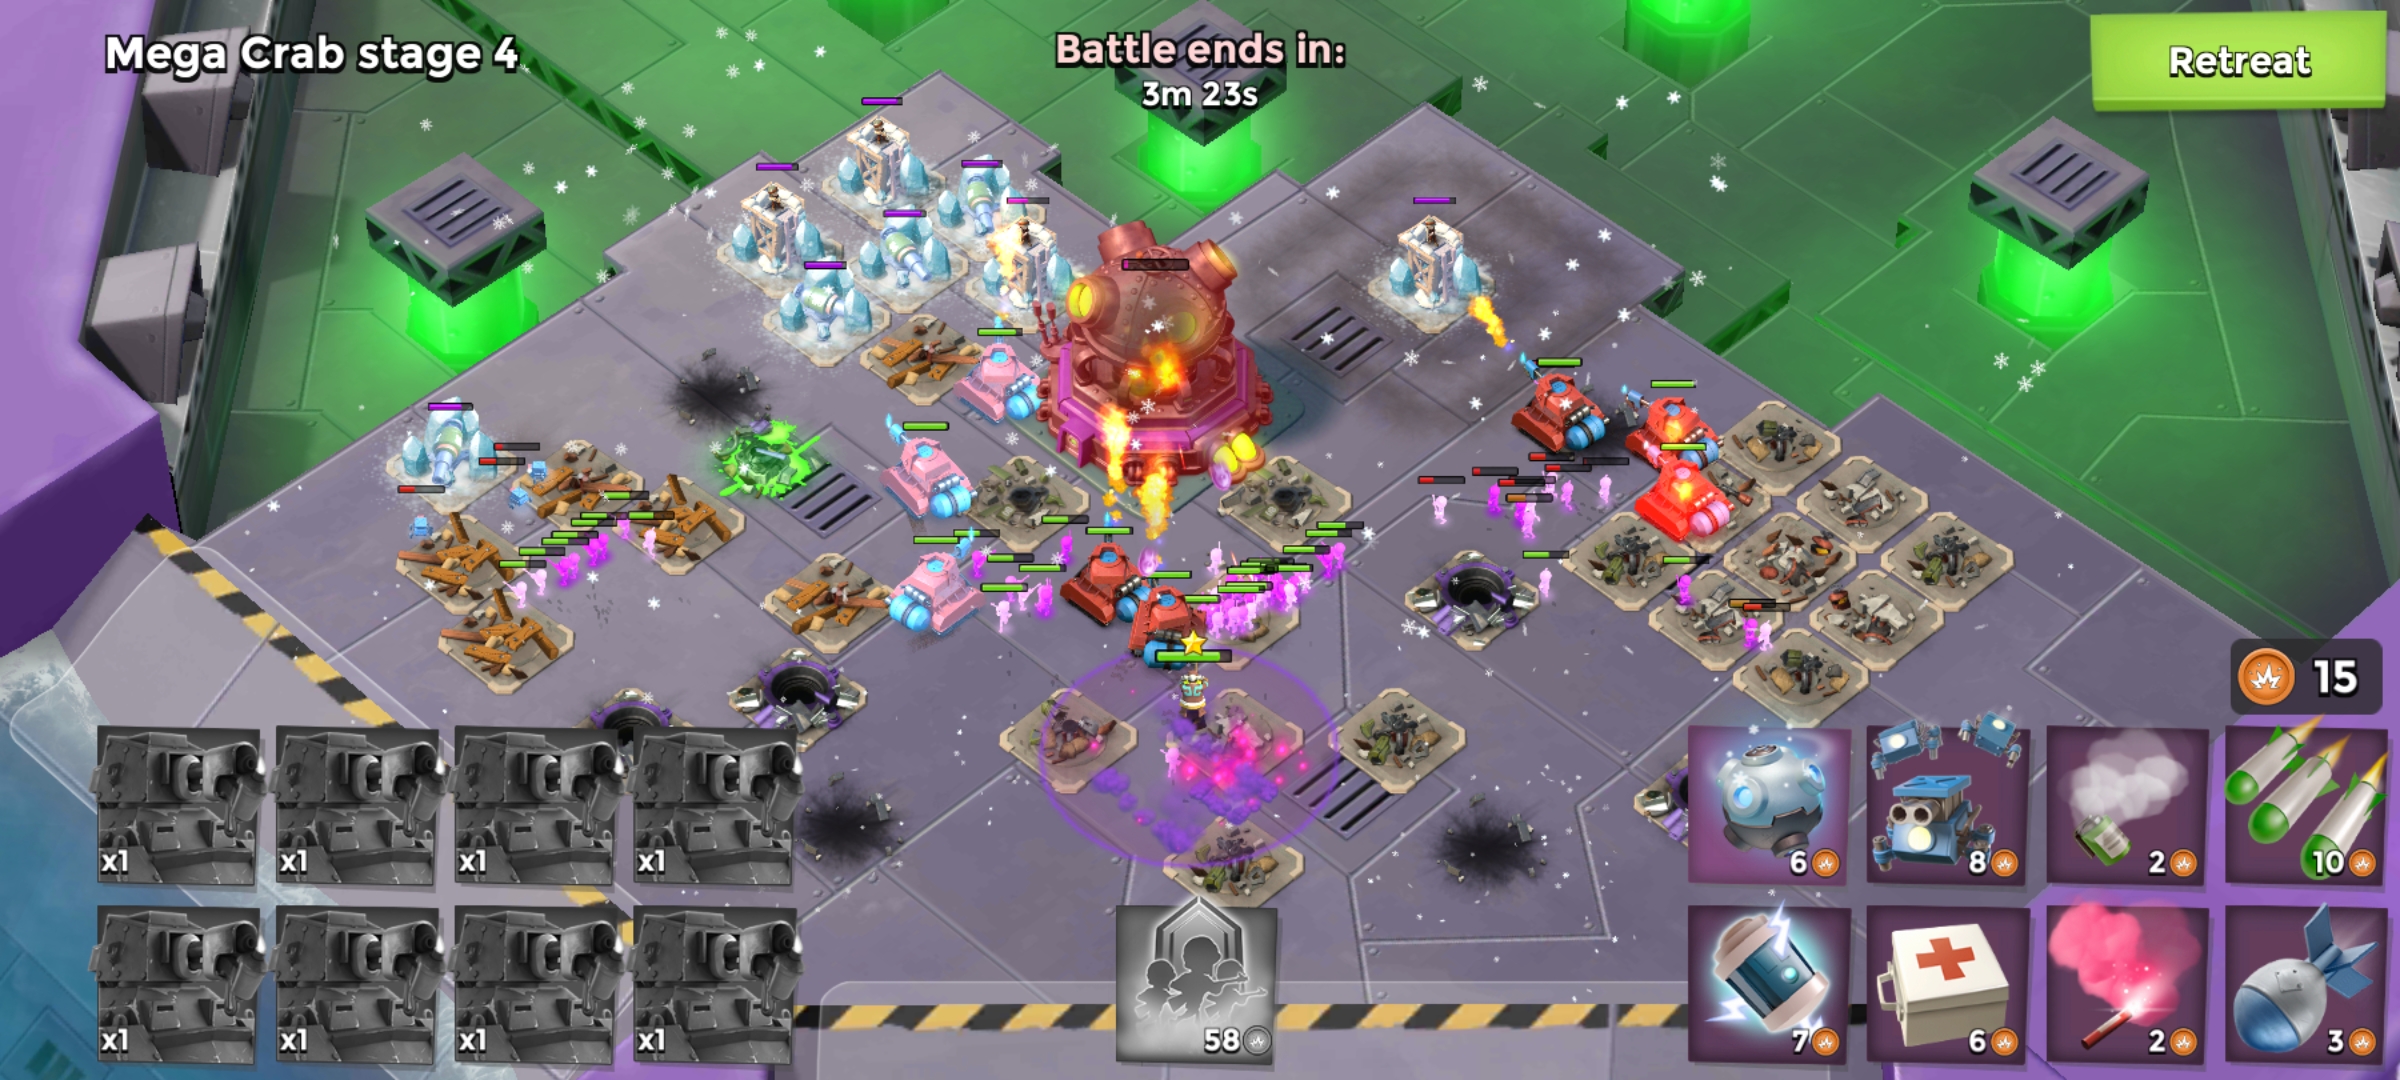 Mega Crab stage 4
Battle ends in:
3m 23s
Retreat
15
x1
x1
x1
x1
6
8
2
10
x1
x1
x1
x1
58
7
6
2
3